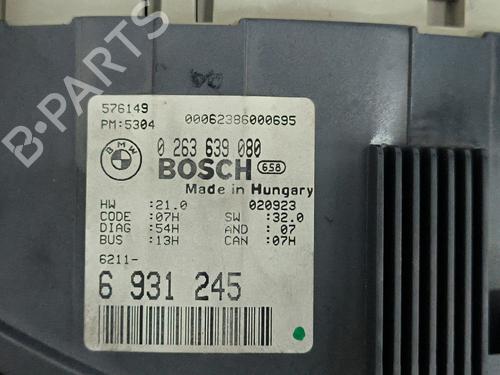 B-PARTS
576149
PM:5304 00062386000695
BMW
0 263 639 080
BOSCH 658
Made in Hungary
HW :21.0 020923
CODE :07H SW :32.0
DIAG :54H AND : 07
BUS :13H CAN :07H
6211-
6 931 245